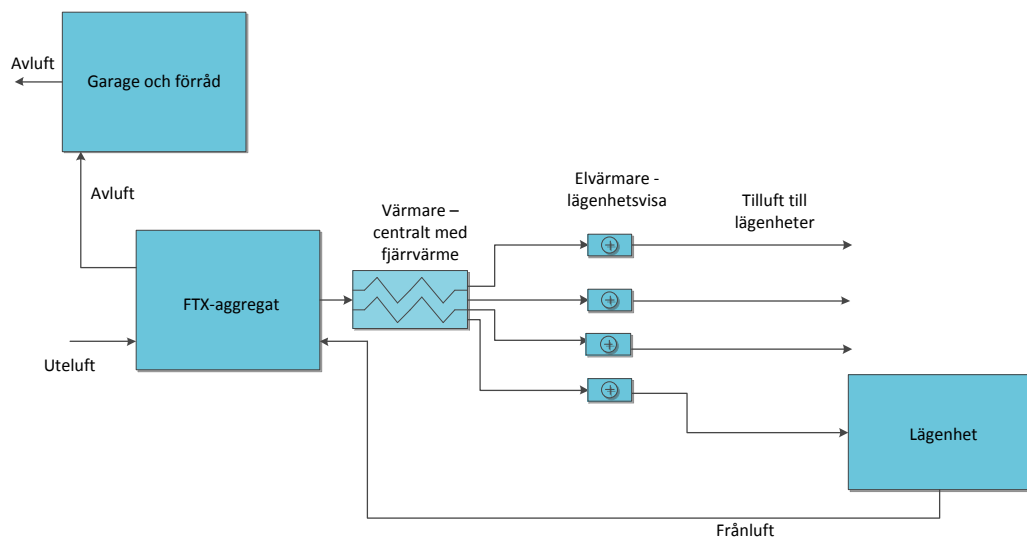 Avluft
Garage och förråd
Avluft
Elvärmare -
lägenhetsvisa
Tilluft till
lägenheter
Värmare –
centralt med
fjärrvärme
FTX-aggregat
Uteluft
Lägenhet
Frånluft